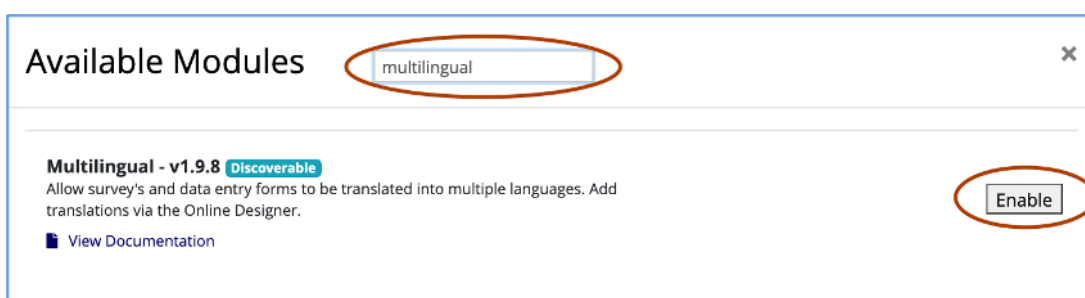 Available Modules
multilingual
×
Multilingual - v1.9.8 Discoverable
Allow survey's and data entry forms to be translated into multiple languages. Add
translations via the Online Designer.
Enable
View Documentation